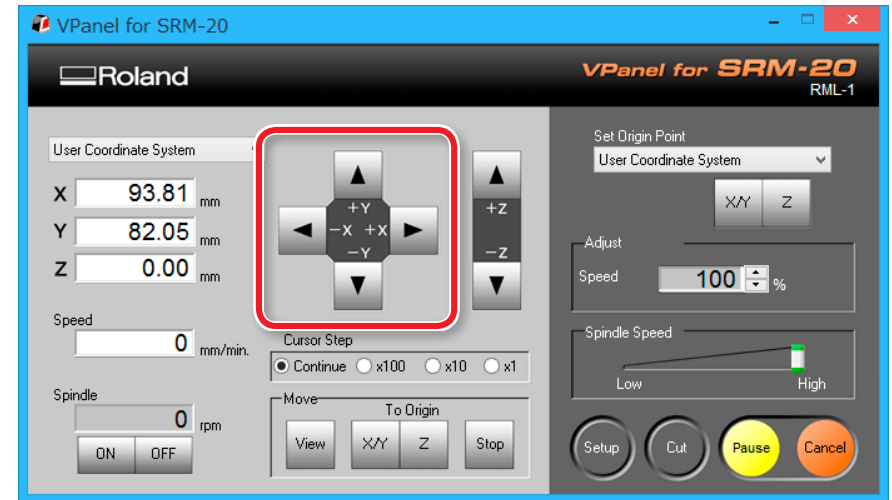 VPanel for SRM-20
Roland
VPanel for SRM-20
RML-1
User Coordinate System
X 93.81 mm
Y 82.05 mm
Z 0.00 mm
Speed
0 mm/min.
Spindle
0 rpm
ON OFF
+Y
-X +X
-Y
+Z
-Z
Cursor Step
Continue x100 x10 x1
Move
To Origin
View X/Y Z Stop
Set Origin Point
User Coordinate System
X/Y Z
Adjust
Speed 100 %
Spindle Speed
Low High
Setup Cut Pause Cancel